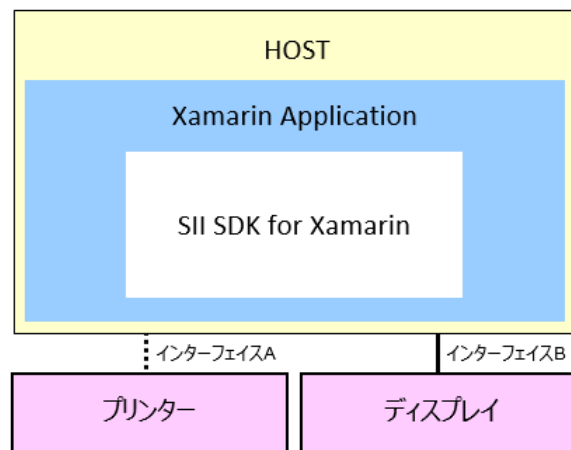 HOST
Xamarin Application
SII SDK for Xamarin
インターフェイスA
インターフェイスB
プリンター
ディスプレイ